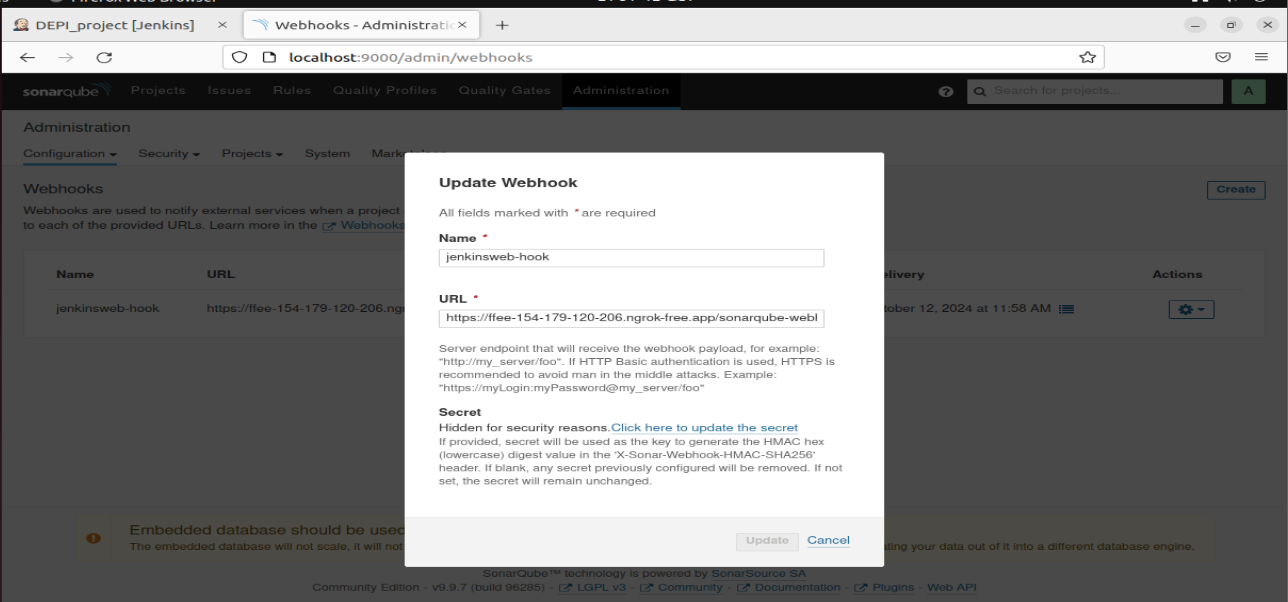 Firefox Web Browser
DEPI_project [Jenkins] × Webhooks - Administratic × +
localhost:9000/admin/webhooks
sonarqube Projects Issues Rules Quality Profiles Quality Gates Administration Search for projects... A
Administration
Configuration Security Projects System
Webhooks
Create
Webhooks are used to notify external services when a project
to each of the provided URLs. Learn more in the Webhooks
Name URL Actions
jenkinsweb-hook https://ffee-154-179-120-206. 12, 2024 at 11:58 AM
Update Webhook
All fields marked with * are required
Name *
jenkinsweb-hook
URL *
https://ffee-154-179-120-206.ngrok-free.app/sonarqube-webl
Server endpoint that will receive the webhook payload, for example:
"http://my_server/foo". If HTTP Basic authentication is used, HTTPS is
recommended to avoid man in the middle attacks. Example:
"https://myLogin:myPassword@my_server/foo"
Secret
Hidden for security reasons.Click here to update the secret
If provided, secret will be used as the key to generate the HMAC hex
(lowercase) digest value in the 'X-Sonar-Webhook-HMAC-SHA256'
header. If blank, any secret previously configured will be removed. If not
set, the secret will remain unchanged.
Update Cancel
Embedded database should be used
The embedded database will not scale, it will not your data out of it into a different database engine.
SonarQube™ technology is powered by SonarSource SA
Community Edition - v9.9.7 (build 96285) - LGPL v3 - Community - Documentation - Plugins - Web API